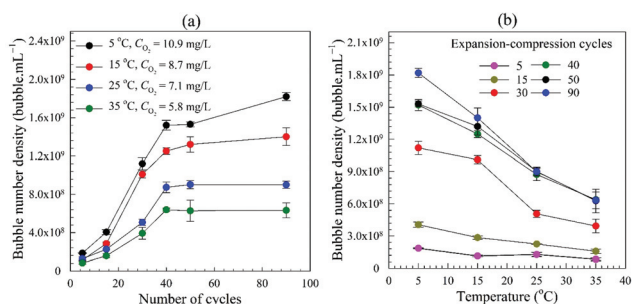 (a)
Bubble number density (bubble.mL⁻¹)
2.4x10⁹
2.0x10⁹
1.6x10⁹
1.2x10⁹
8.0x10⁸
4.0x10⁸
0
5 °C, C_O₂ = 10.9 mg/L
15 °C, C_O₂ = 8.7 mg/L
25 °C, C_O₂ = 7.1 mg/L
35 °C, C_O₂ = 5.8 mg/L
0 20 40 60 80 100
Number of cycles
(b)
Bubble number density (bubble.mL⁻¹)
2.1x10⁹
1.8x10⁹
1.5x10⁹
1.2x10⁹
9.0x10⁸
6.0x10⁸
3.0x10⁸
0.0
Expansion-compression cycles
5 40
15 50
30 90
0 5 10 15 20 25 30 35
Temperature (°C)